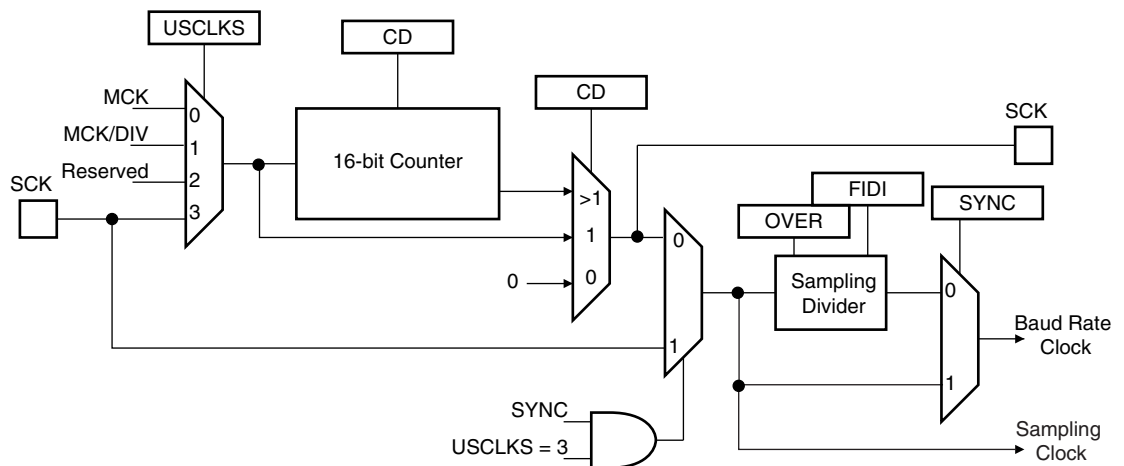 USCLKS
CD
CD
SCK
MCK
0
MCK/DIV
1
Reserved
2
SCK
3
16-bit Counter
>1
1
0
0
FIDI
OVER
SYNC
0
Sampling
Divider
0
Baud Rate
Clock
1
1
SYNC
USCLKS = 3
Sampling
Clock